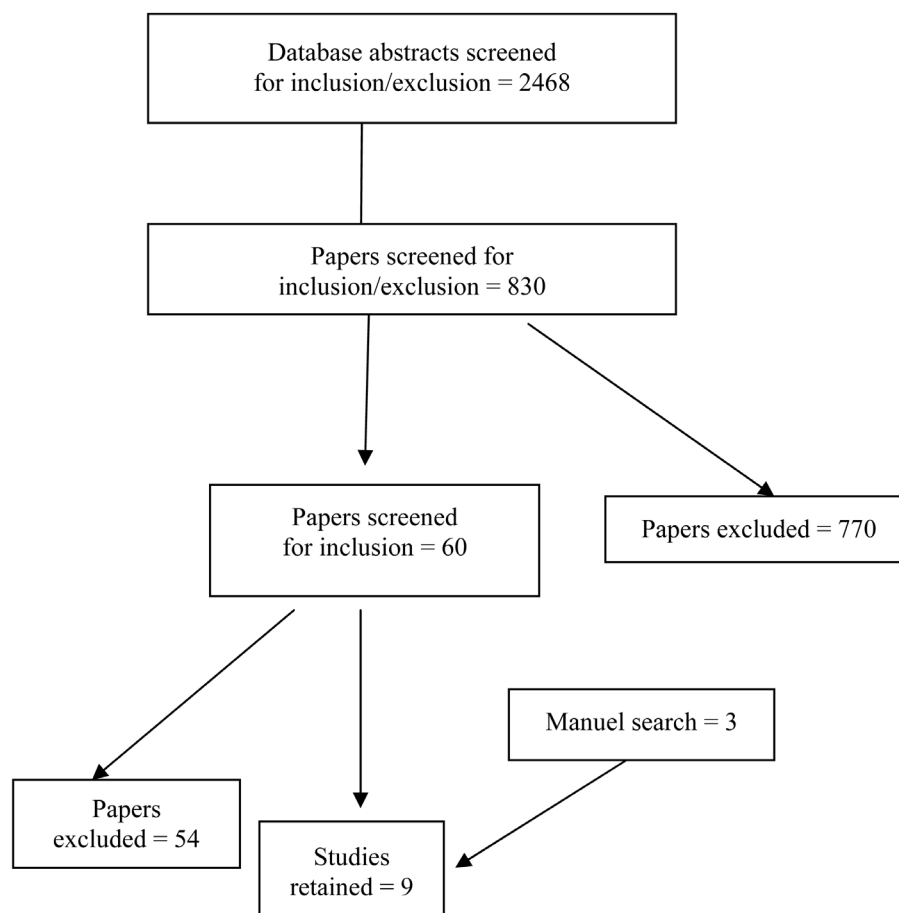 Database abstracts screened
for inclusion/exclusion = 2468
Papers screened for
inclusion/exclusion = 830
Papers screened
for inclusion = 60
Papers excluded = 770
Manuel search = 3
Papers
excluded = 54
Studies
retained = 9